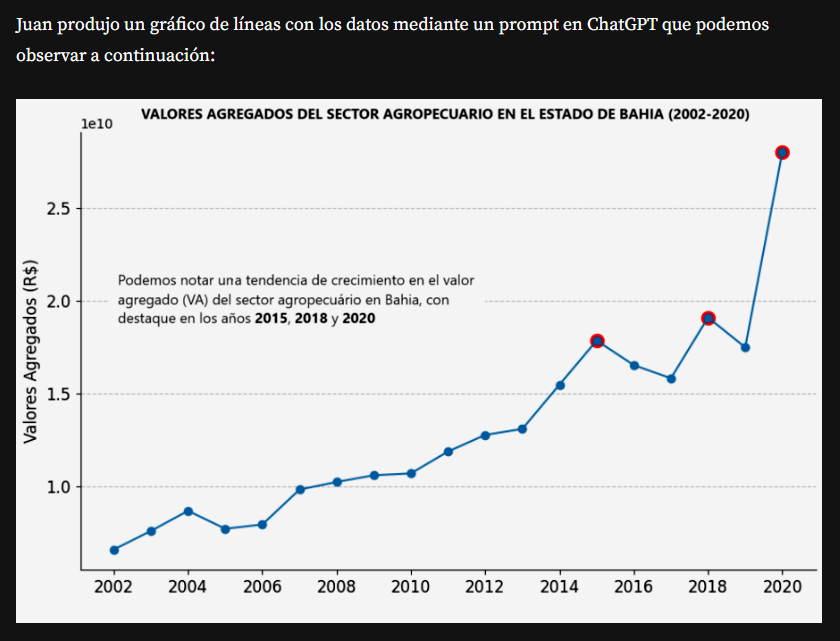 Juan produjo un gráfico de líneas con los datos mediante un prompt en ChatGPT que podemos
observar a continuación:
VALORES AGREGADOS DEL SECTOR AGROPECUARIO EN EL ESTADO DE BAHIA (2002-2020)
1e10
2.5
2.0
1.5
1.0
Valores Agregados (R$)
Podemos notar una tendencia de crecimiento en el valor
agregado (VA) del sector agropecuário en Bahia, con
destaque en los años 2015, 2018 y 2020
2002 2004 2006 2008 2010 2012 2014 2016 2018 2020